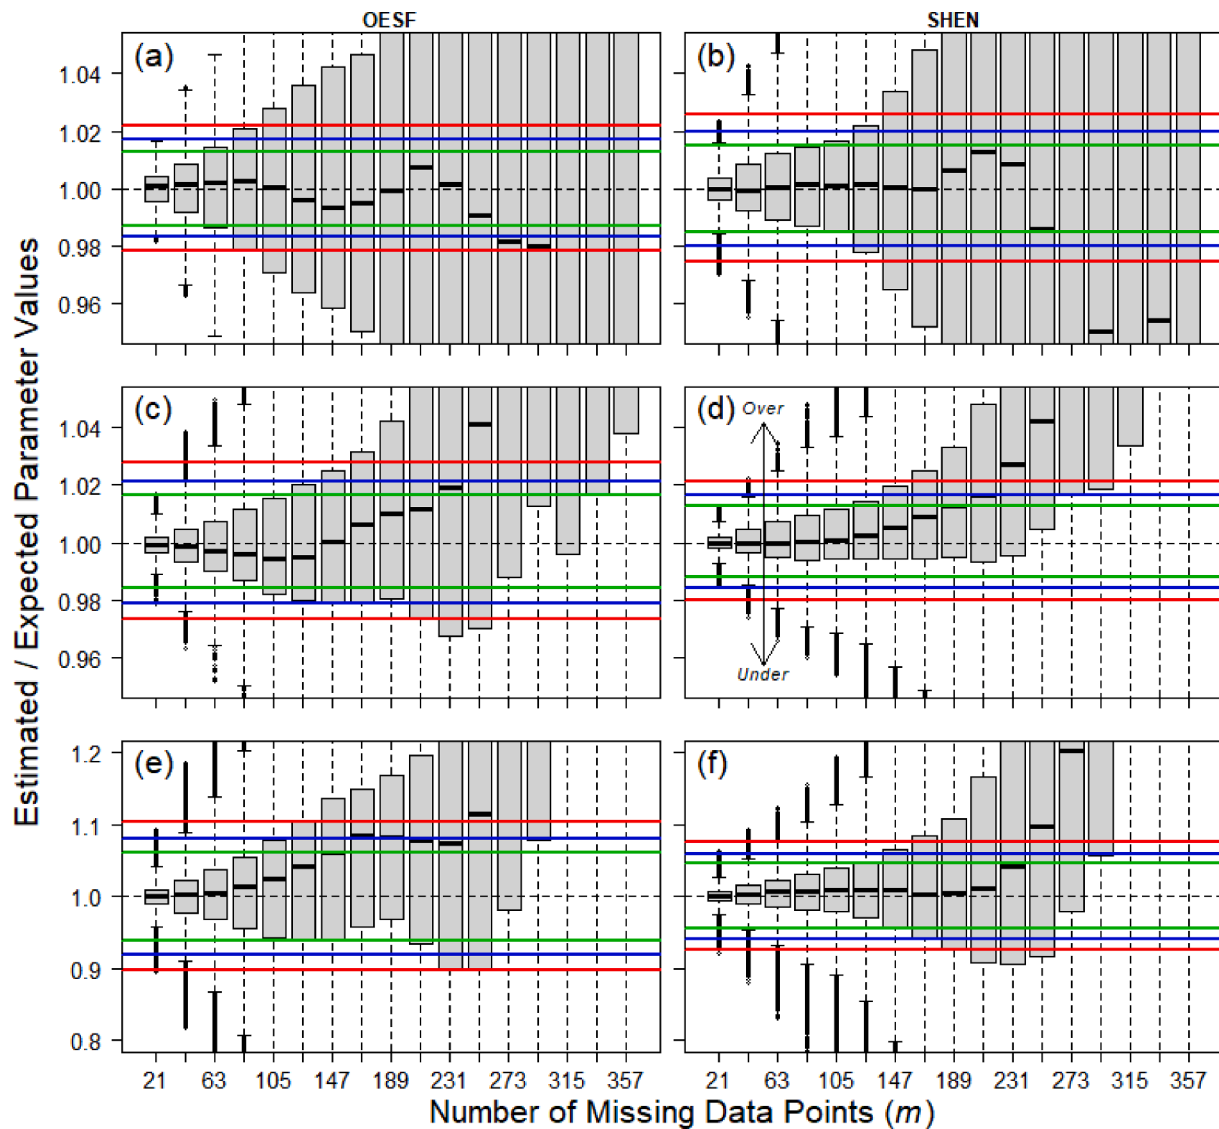 OESF
SHEN
(a)
(b)
1.04
1.02
1.00
0.98
0.96
(c)
(d)
Over
Under
1.04
1.02
1.00
0.98
0.96
(e)
(f)
1.2
1.1
1.0
0.9
0.8
Estimated / Expected Parameter Values
21 63 105 147 189 231 273 315 357
21 63 105 147 189 231 273 315 357
Number of Missing Data Points (m)